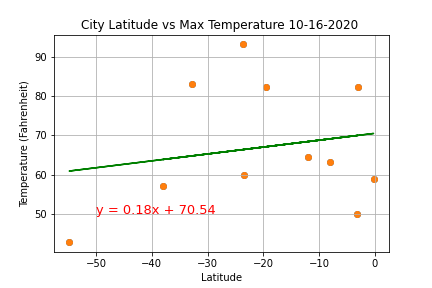 City Latitude vs Max Temperature 10-16-2020
Temperature (Fahrenheit)
90
80
70
60
50
y = 0.18x + 70.54
−50
−40
−30
−20
−10
0
Latitude